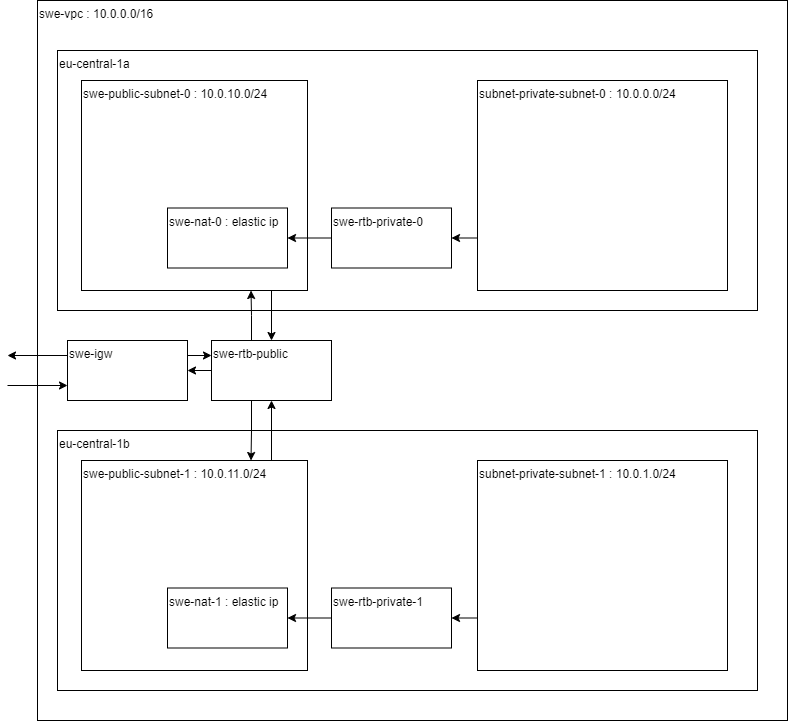 swe-vpc : 10.0.0.0/16
eu-central-1a
swe-public-subnet-0 : 10.0.10.0/24
subnet-private-subnet-0 : 10.0.0.0/24
swe-nat-0 : elastic ip
swe-rtb-private-0
swe-igw
swe-rtb-public
eu-central-1b
swe-public-subnet-1 : 10.0.11.0/24
subnet-private-subnet-1 : 10.0.1.0/24
swe-nat-1 : elastic ip
swe-rtb-private-1